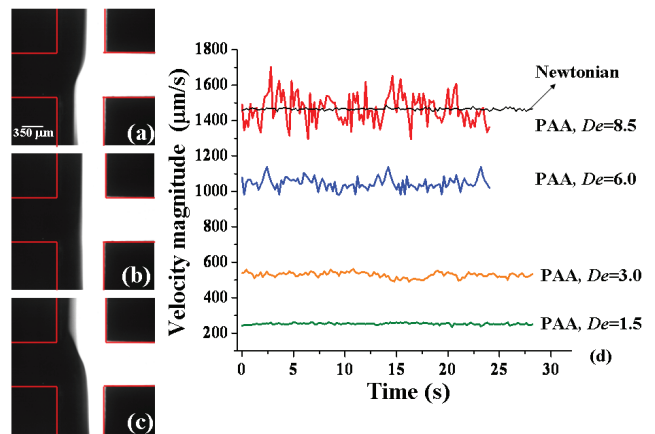 350 μm
(a)
(b)
(c)
Velocity magnitude (μm/s)
1800
1600
1400
1200
1000
800
600
400
200
0
5
10
15
20
25
30
Time (s)
Newtonian
PAA, De=8.5
PAA, De=6.0
PAA, De=3.0
PAA, De=1.5
(d)